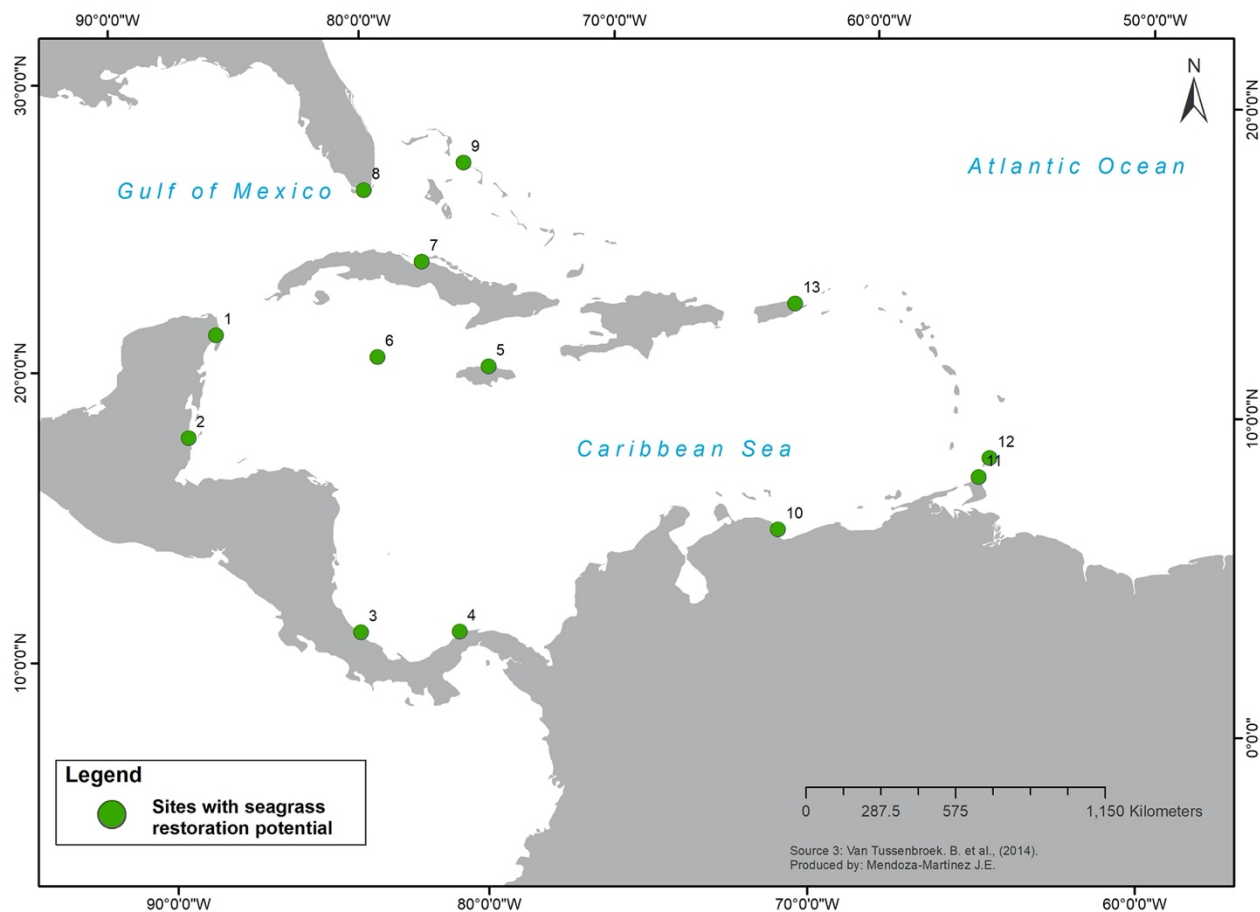 90°0'0"W 80°0'0"W 70°0'0"W 60°0'0"W 50°0'0"W
30°0'0"N
20°0'0"N
N
9
Atlantic Ocean
8
Gulf of Mexico
7
13
1
6
5
20°0'0"N
10°0'0"N
2
Caribbean Sea
12
11
10
3
4
10°0'0"N
0°0'0"
Legend
Sites with seagrass
restoration potential
0 287.5 575 1,150 Kilometers
Source 3: Van Tussenbroek. B. et al., (2014).
Produced by: Mendoza-Martínez J.E.
90°0'0"W 80°0'0"W 70°0'0"W 60°0'0"W